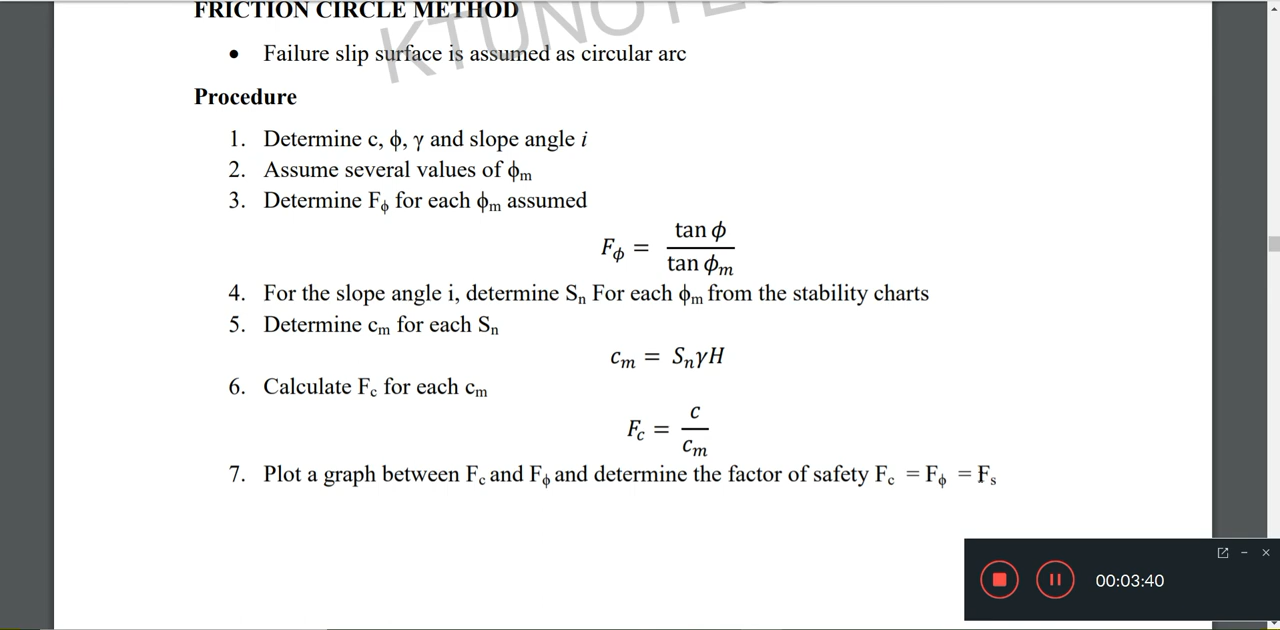 FRICTION CIRCLE METHOD
• Failure slip surface is assumed as circular arc
Procedure
1. Determine c, ϕ, γ and slope angle i
2. Assume several values of ϕm
3. Determine Fϕ for each ϕm assumed
Fϕ = tan ϕ / tan ϕm
4. For the slope angle i, determine Sn For each ϕm from the stability charts
5. Determine cm for each Sn
cm = SnγH
6. Calculate Fc for each cm
Fc = c / cm
7. Plot a graph between Fc and Fϕ and determine the factor of safety Fc = Fϕ = Fs
00:03:40